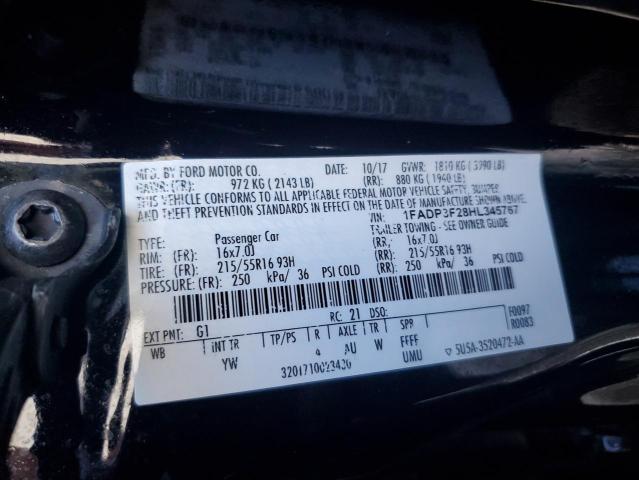 MFG. BY FORD MOTOR CO. 10/17 GVWR: 1810 KG ( 3990 LB)
GAWR:(FR): 972 KG ( 2143 LB) (RR): 880 KG ( 1940 LB)
THIS VEHICLE CONFORMS TO ALL APPLICABLE FEDERAL MOTOR VEHICLE SAFETY, BUMPER
AND THEFT PREVENTION STANDARDS IN EFFECT ON THE DATE OF MANUFACTURE SHOWN ABOVE.
VIN: 1FADP3F28HL345767
TYPE: Passenger Car TRAILER TOWING - SEE OWNER GUIDE
RIM: (FR): 16x7.0J (RR): 16x7.0J
TIRE: (FR): 215/55R16 93H (RR): 215/55R16 93H
PRESSURE: (FR): 250 kPa/ 36 PSI COLD (RR): 250 kPa/ 36 PSI COLD
EXT PNT: G1 RC: 21 DSO: F0097
WB INT TR TP/PS R AXLE TR SPR R0083
YW AU W FFFF
UMU 5U5A-3520472-AA